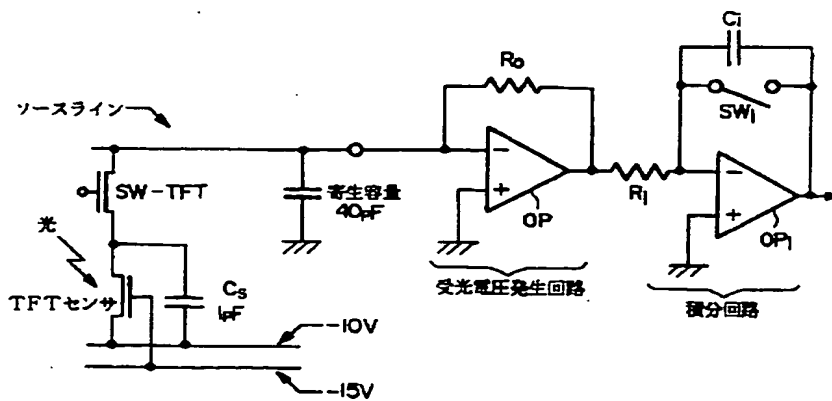 ソースライン
SW-TFT
光
TFTセンサ
Cs
1pF
寄生容量
40pF
-10V
-15V
Ro
OP
受光電圧発生回路
R1
Ci
SW1
OP1
積分回路